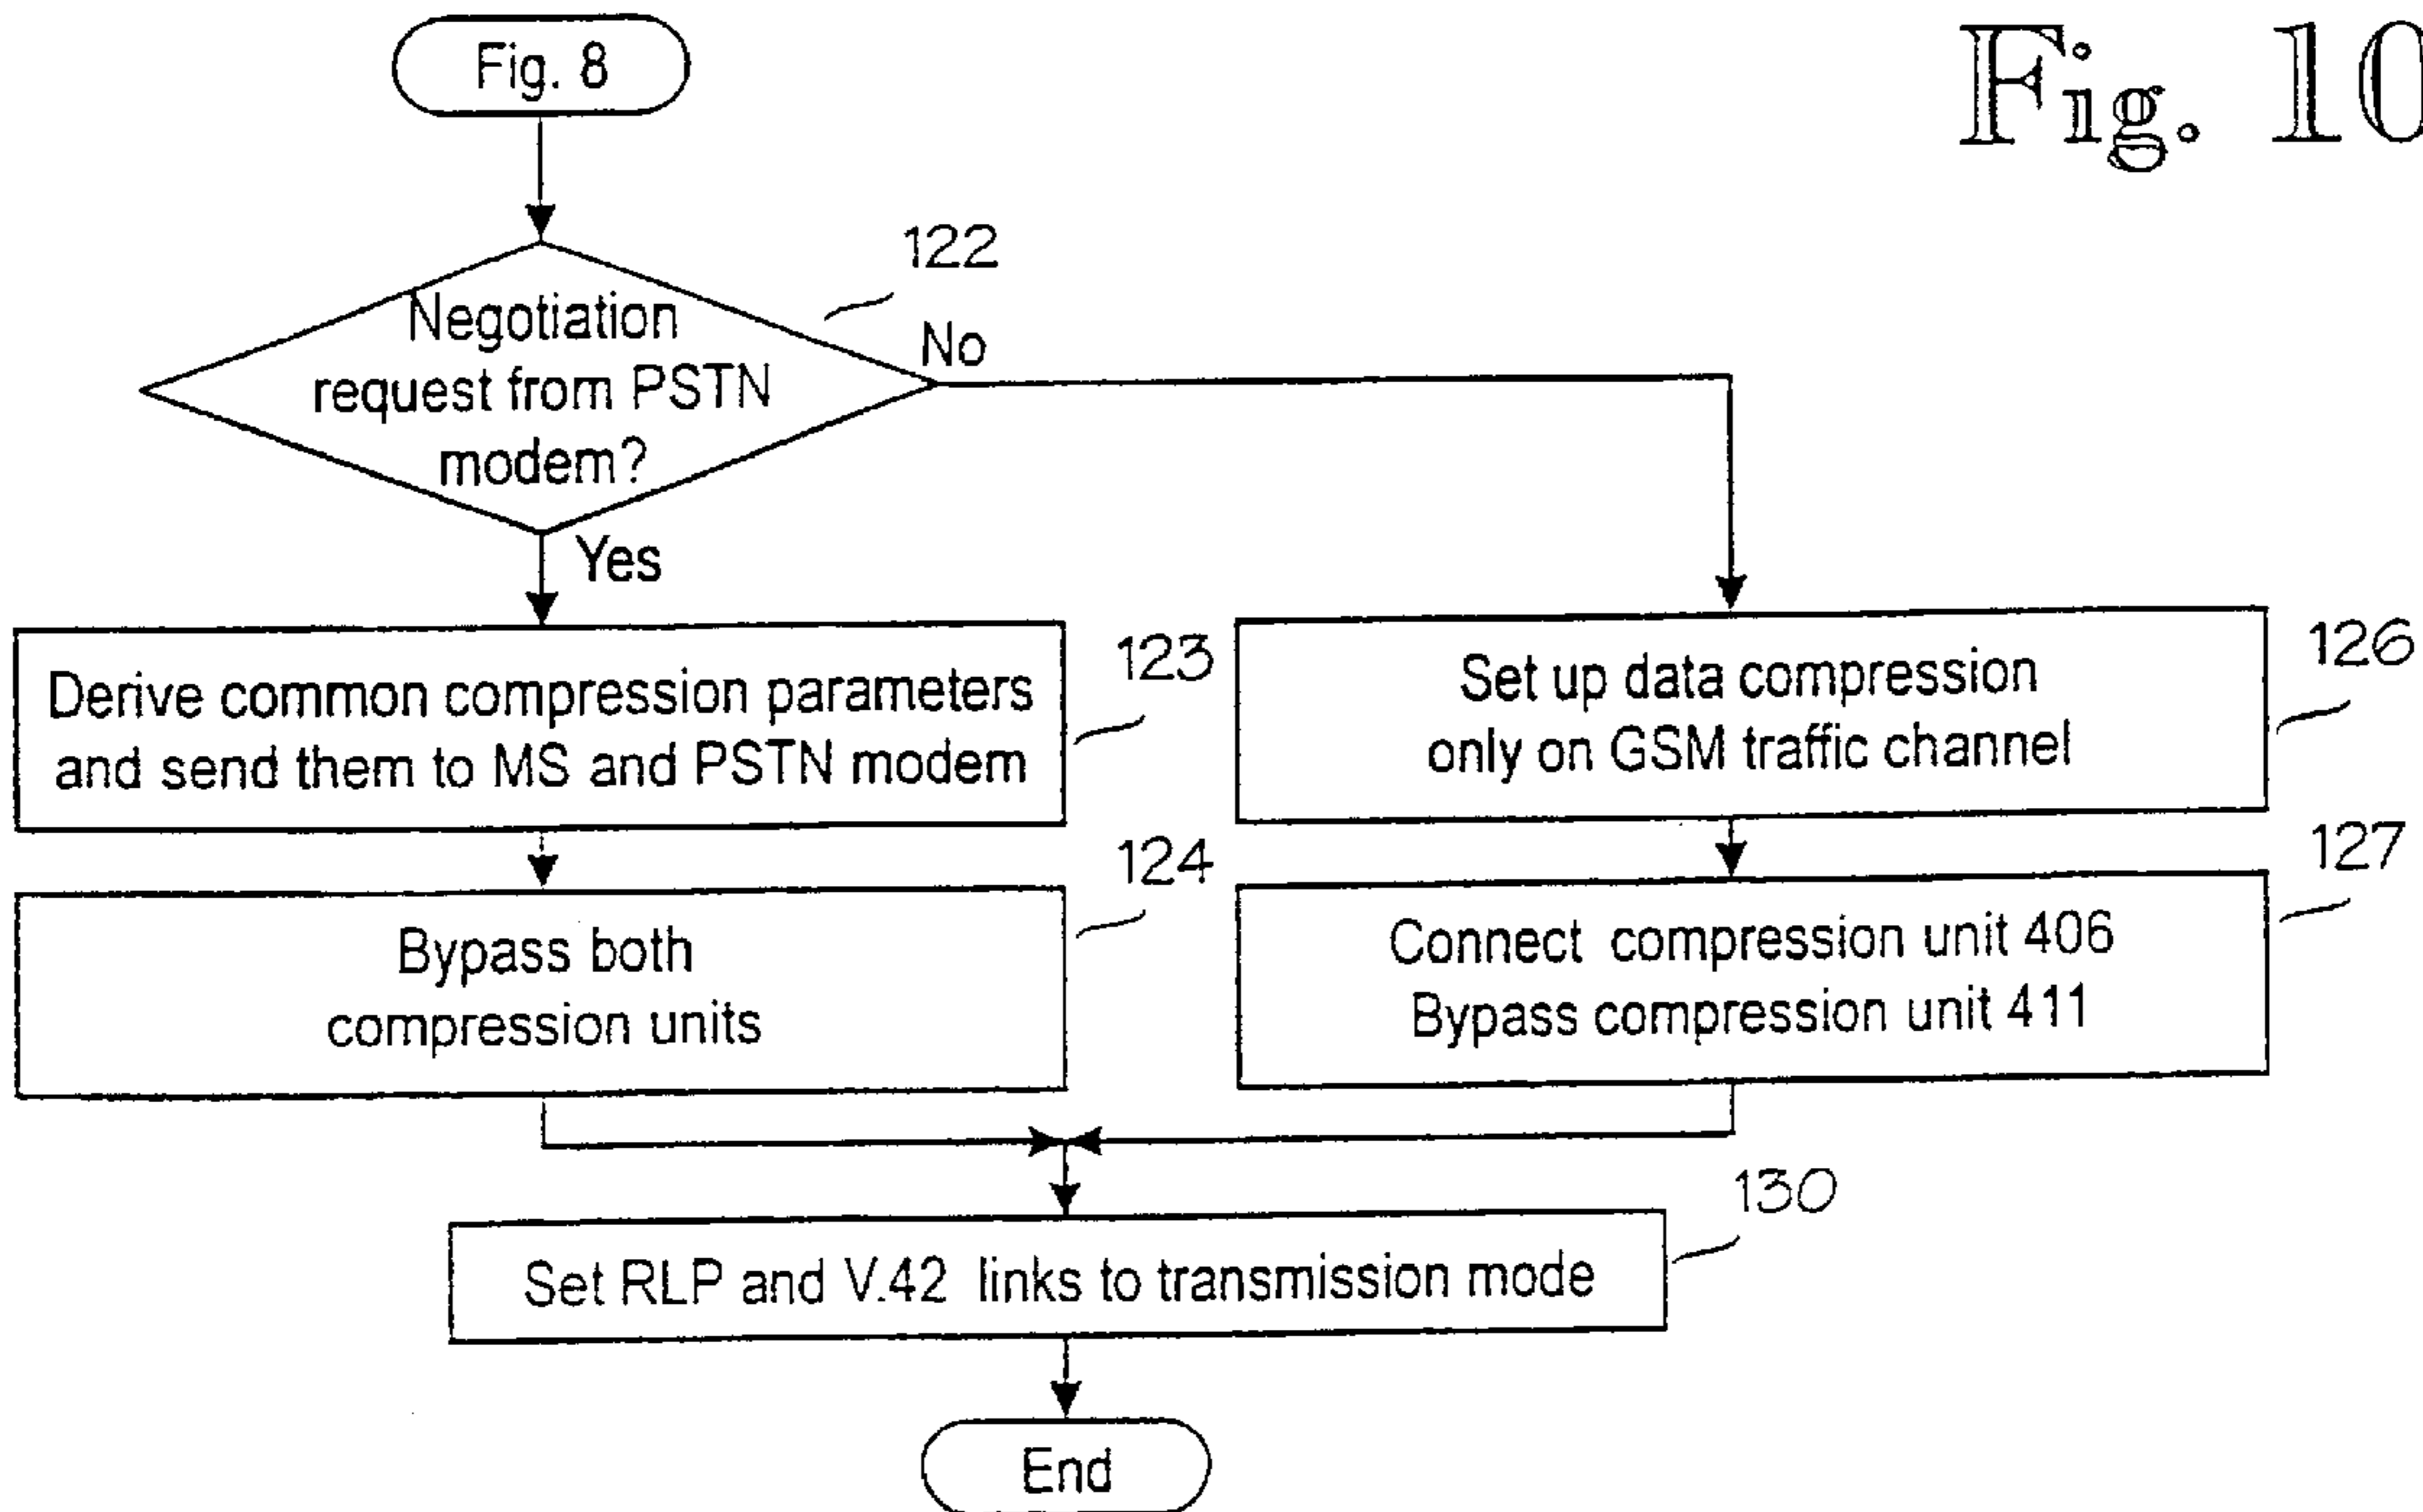 Fig. 10
Fig. 8
122
Negotiation
request from PSTN
modem?
No
Yes
123
Derive common compression parameters
and send them to MS and PSTN modem
126
Set up data compression
only on GSM traffic channel
124
Bypass both
compression units
127
Connect compression unit 406
Bypass compression unit 411
130
Set RLP and V.42 links to transmission mode
End